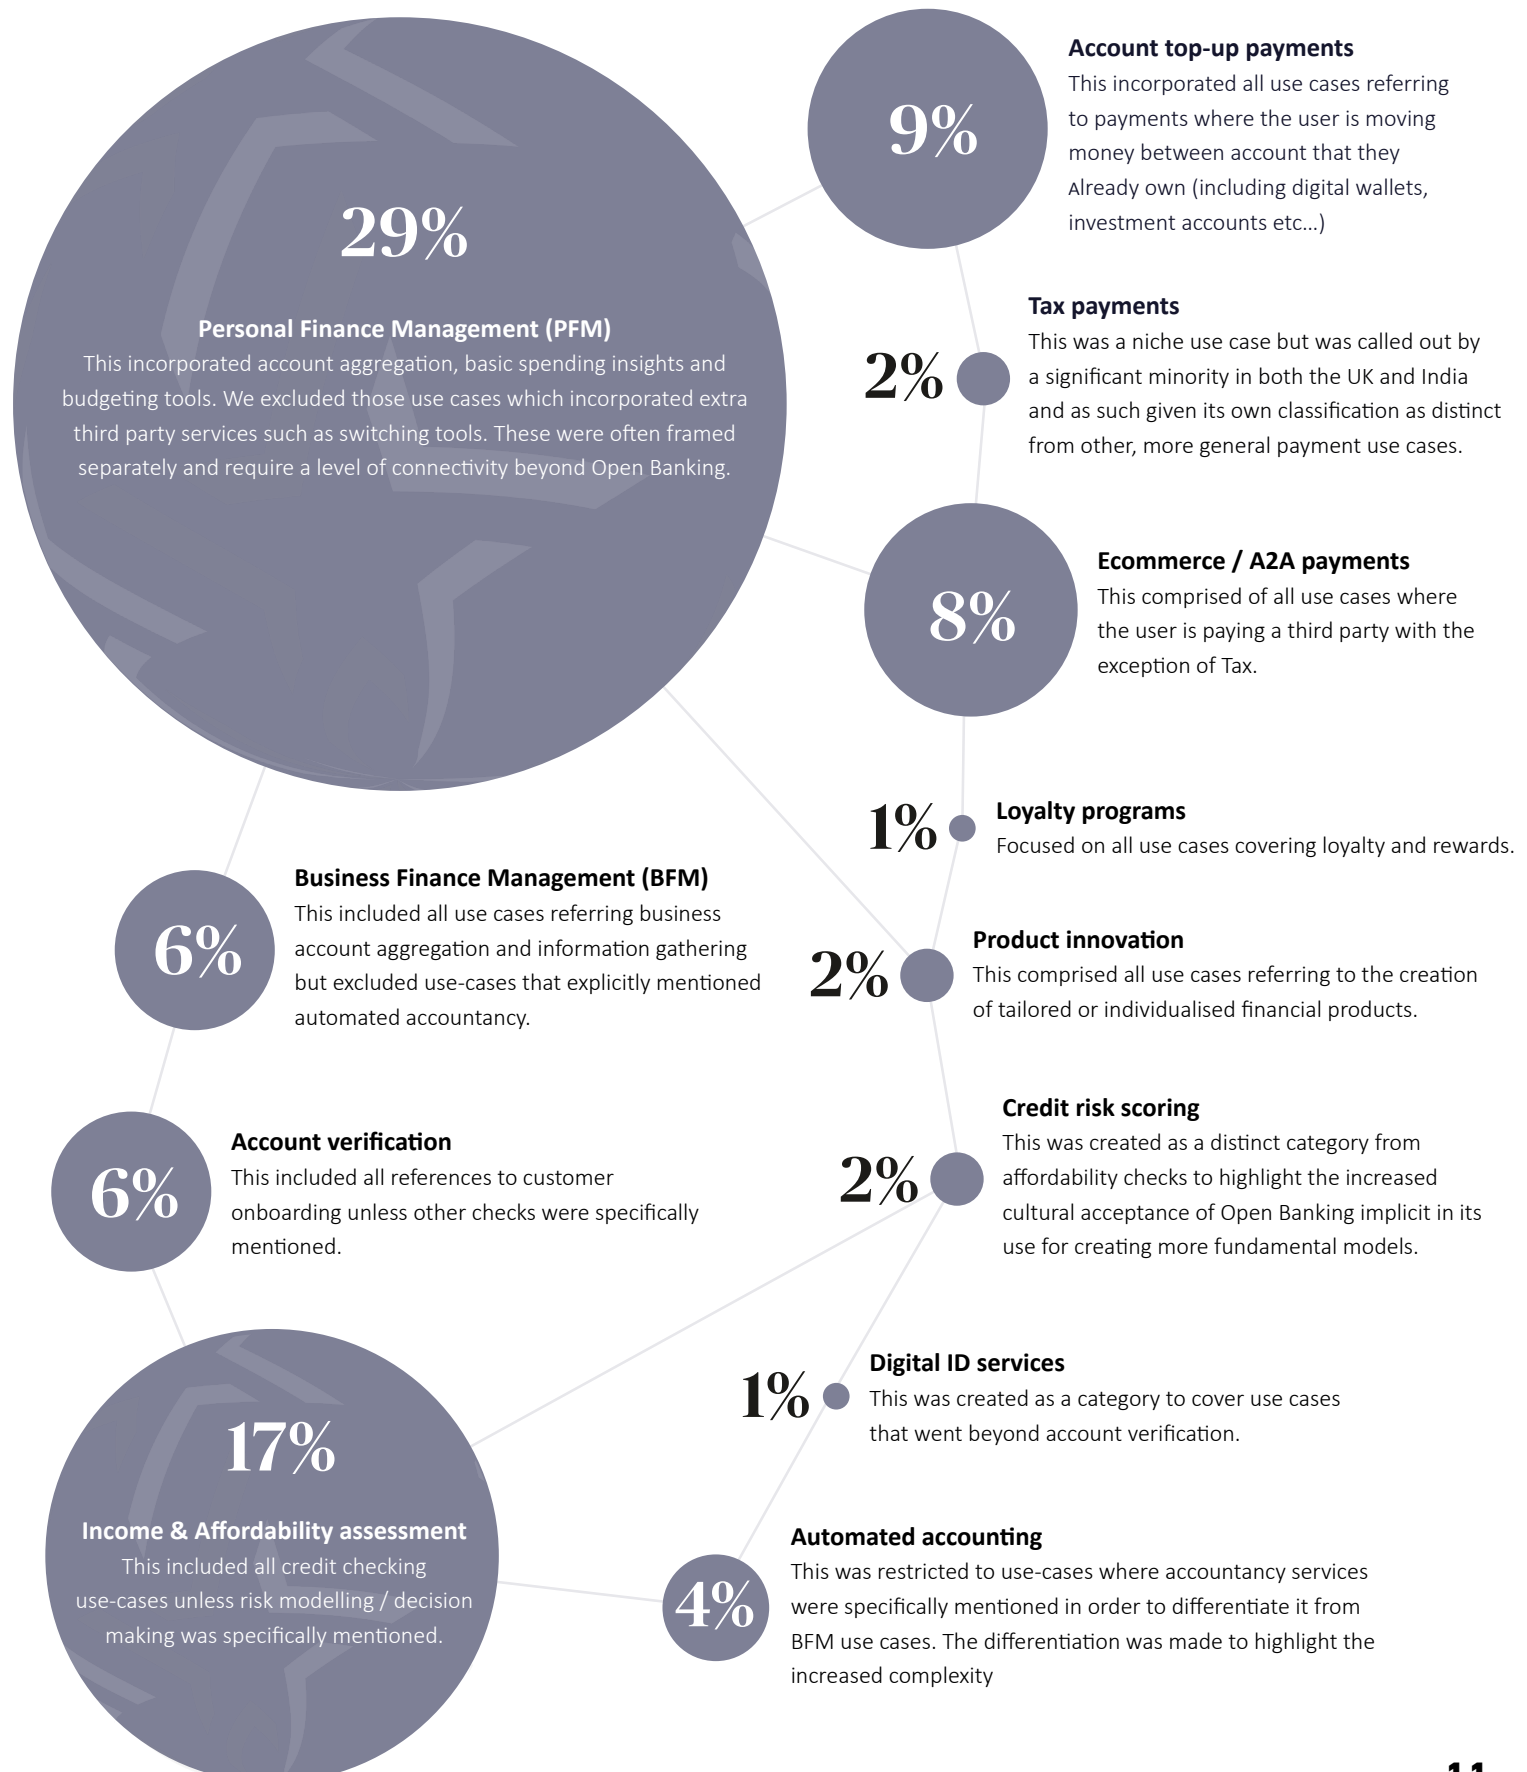 29%
Personal Finance Management (PFM)
This incorporated account aggregation, basic spending insights and
budgeting tools. We excluded those use cases which incorporated extra
third party services such as switching tools. These were often framed
separately and require a level of connectivity beyond Open Banking.
9%
Account top-up payments
This incorporated all use cases referring
to payments where the user is moving
money between account that they
Already own (including digital wallets,
investment accounts etc...)
2%
Tax payments
This was a niche use case but was called out by
a significant minority in both the UK and India
and as such given its own classification as distinct
from other, more general payment use cases.
8%
Ecommerce / A2A payments
This comprised of all use cases where
the user is paying a third party with the
exception of Tax.
1%
Loyalty programs
Focused on all use cases covering loyalty and rewards.
6%
Business Finance Management (BFM)
This included all use cases referring business
account aggregation and information gathering
but excluded use-cases that explicitly mentioned
automated accountancy.
2%
Product innovation
This comprised all use cases referring to the creation
of tailored or individualised financial products.
6%
Account verification
This included all references to customer
onboarding unless other checks were specifically
mentioned.
2%
Credit risk scoring
This was created as a distinct category from
affordability checks to highlight the increased
cultural acceptance of Open Banking implicit in its
use for creating more fundamental models.
17%
Income & Affordability assessment
This included all credit checking
use-cases unless risk modelling / decision
making was specifically mentioned.
1%
Digital ID services
This was created as a category to cover use cases
that went beyond account verification.
4%
Automated accounting
This was restricted to use-cases where accountancy services
were specifically mentioned in order to differentiate it from
BFM use cases. The differentiation was made to highlight the
increased complexity
11